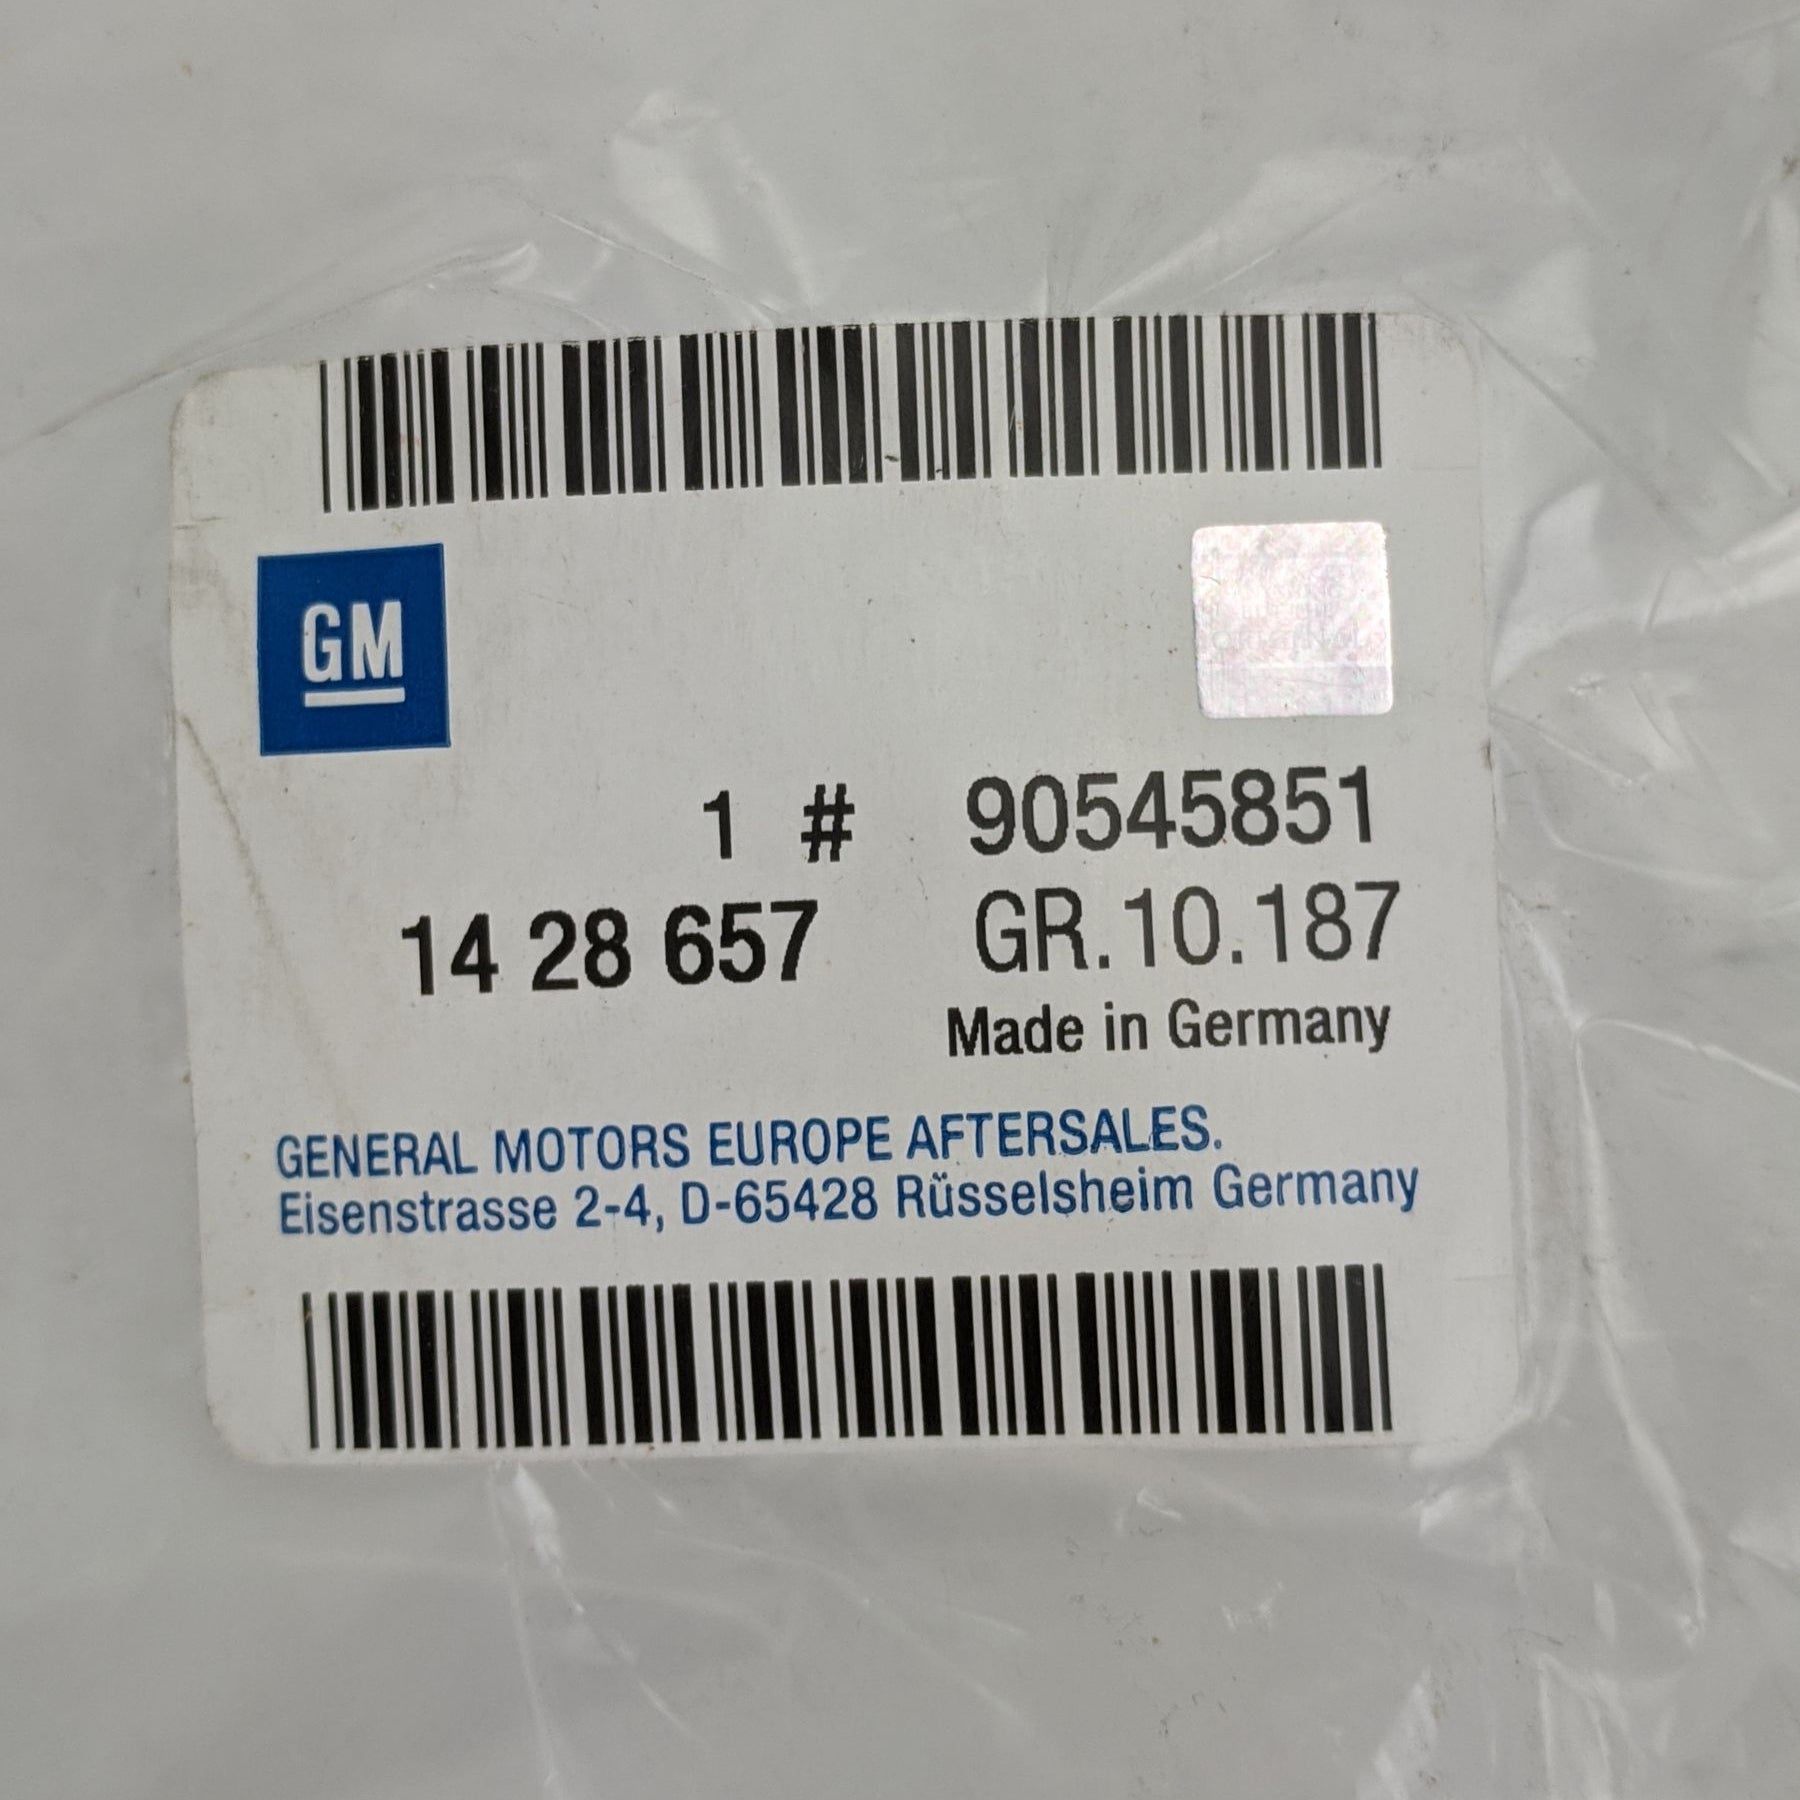 GM
1 # 90545851
14 28 657 GR.10.187
Made in Germany
GENERAL MOTORS EUROPE AFTERSALES.
Eisenstrasse 2-4, D-65428 Rüsselsheim Germany